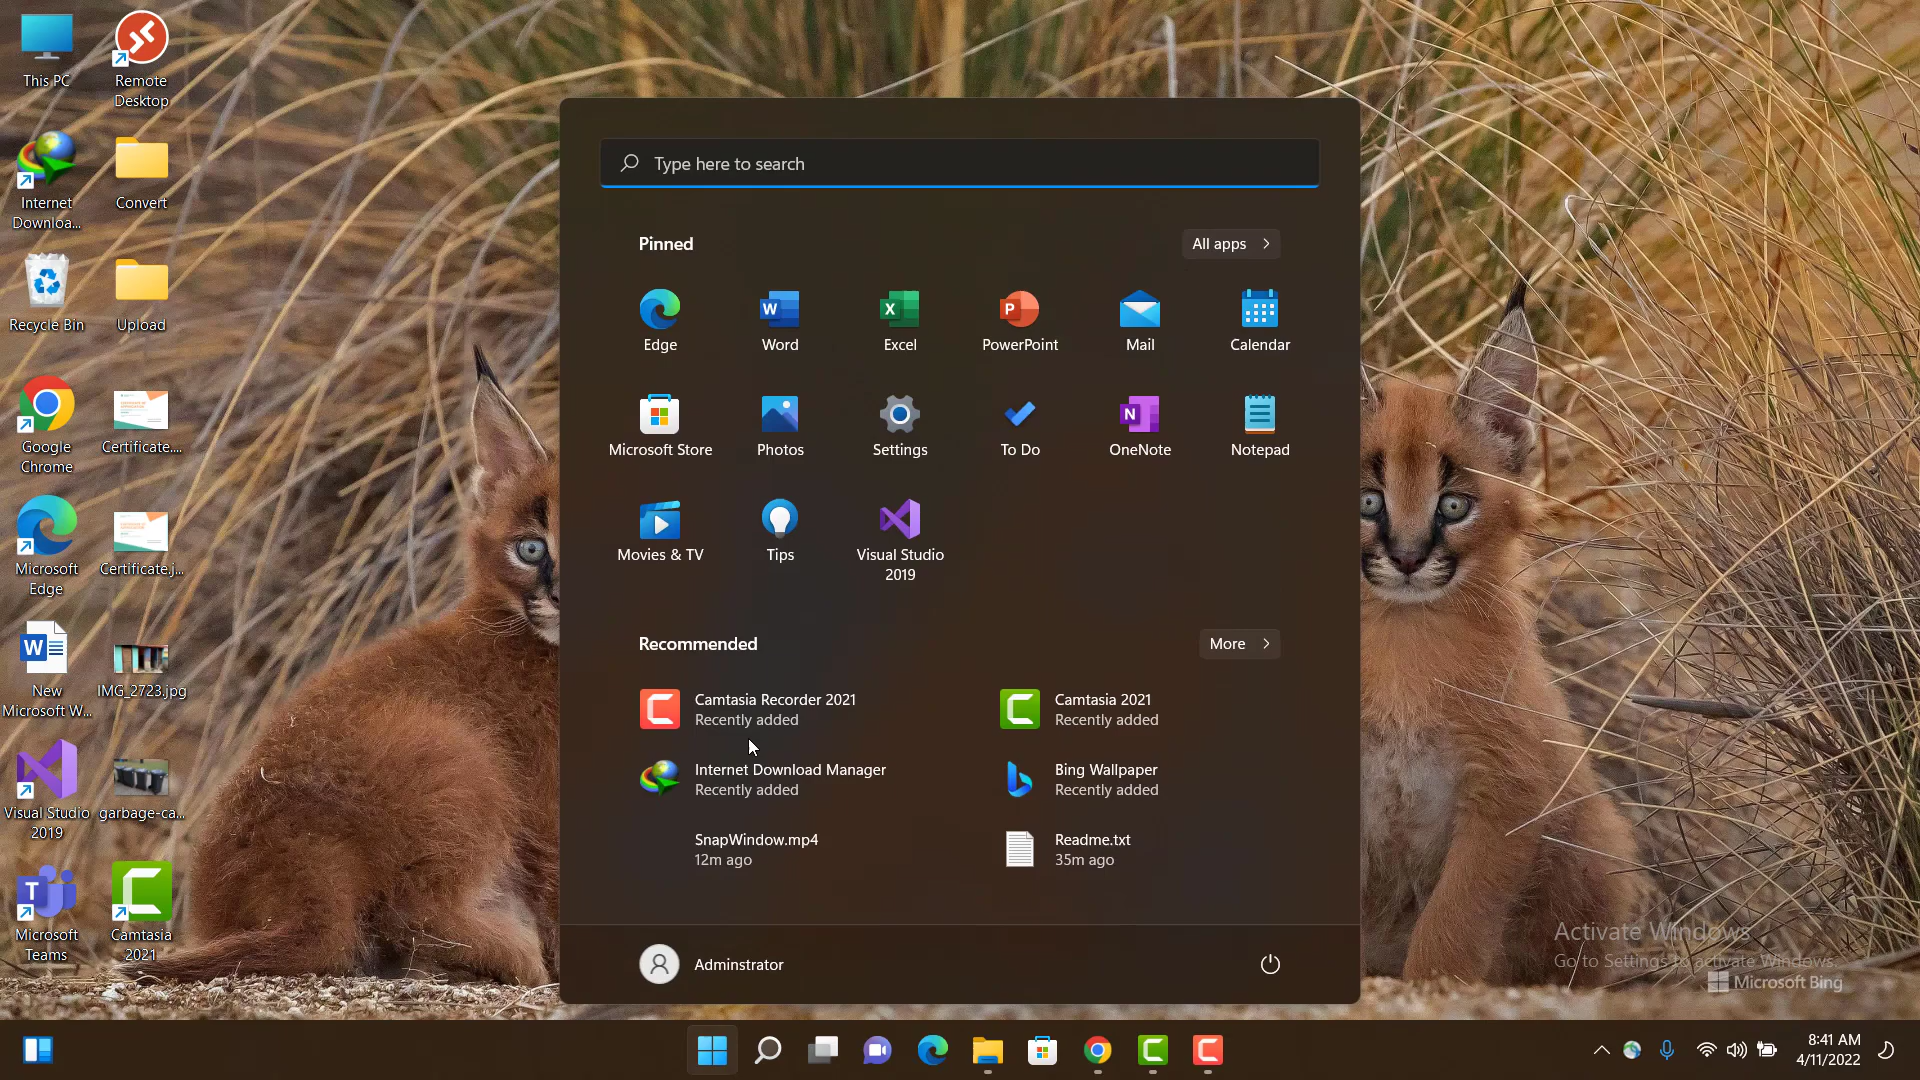 This PC
Remote
Desktop
Internet
Downloa...
Convert
Recycle Bin
Upload
Google
Chrome
Certificate....
Microsoft
Edge
Certificate.j...
New
Microsoft W...
IMG_2723.jpg
Visual Studio
2019
garbage-ca...
Microsoft
Teams
Camtasia
2021
Type here to search
Pinned
All apps
Edge
Word
Excel
PowerPoint
Mail
Calendar
Microsoft Store
Photos
Settings
To Do
OneNote
Notepad
Movies & TV
Tips
Visual Studio
2019
Recommended
More
Camtasia Recorder 2021
Recently added
Camtasia 2021
Recently added
Internet Download Manager
Recently added
Bing Wallpaper
Recently added
SnapWindow.mp4
12m ago
Readme.txt
35m ago
Adminstrator
Activate Windows
Go to Settings to activate Windows.
Microsoft Bing
8:41 AM
4/11/2022